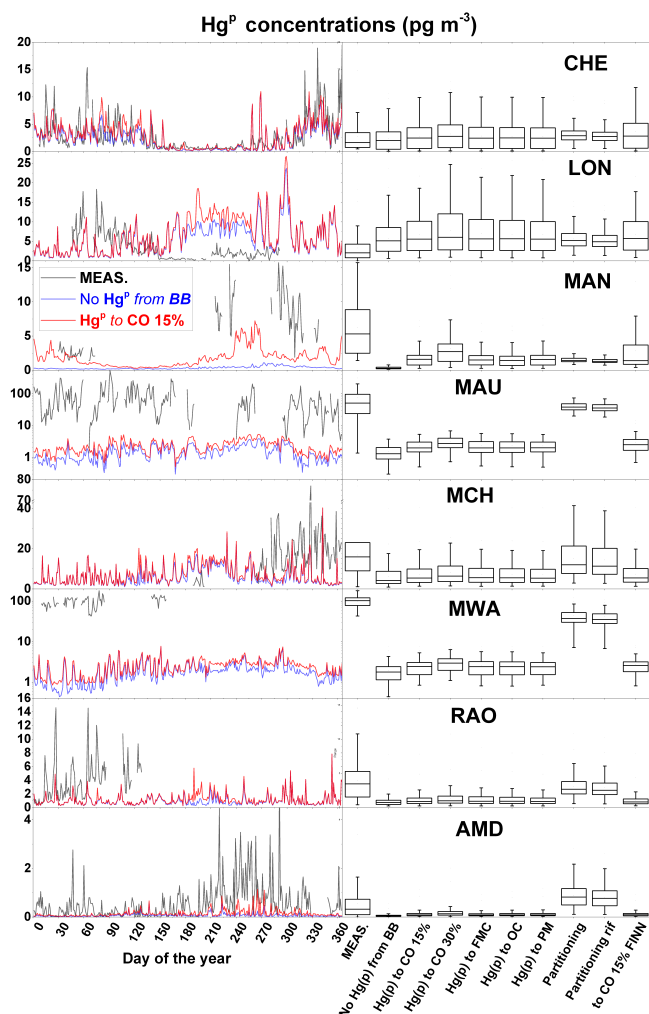 Hgᵖ concentrations (pg m⁻³)
20
15
10
5
0
CHE
25
20
15
10
5
0
LON
15
10
5
0
MEAS.
No Hgᵖ from BB
Hgᵖ to CO 15%
MAN
100
10
1
MAU
80
70
40
20
0
MCH
100
10
1
MWA
16
14
12
10
8
6
4
2
0
RAO
4
2
0
AMD
0
30
60
90
120
150
180
210
240
270
300
330
360
Day of the year
MEAS.
No Hg(p) from BB
Hg(p) to CO 15%
Hg(p) to CO 30%
Hg(p) to FMC
Hg(p) to OC
Hg(p) to PM
Partitioning
Partitioning rif
to CO 15% FINN